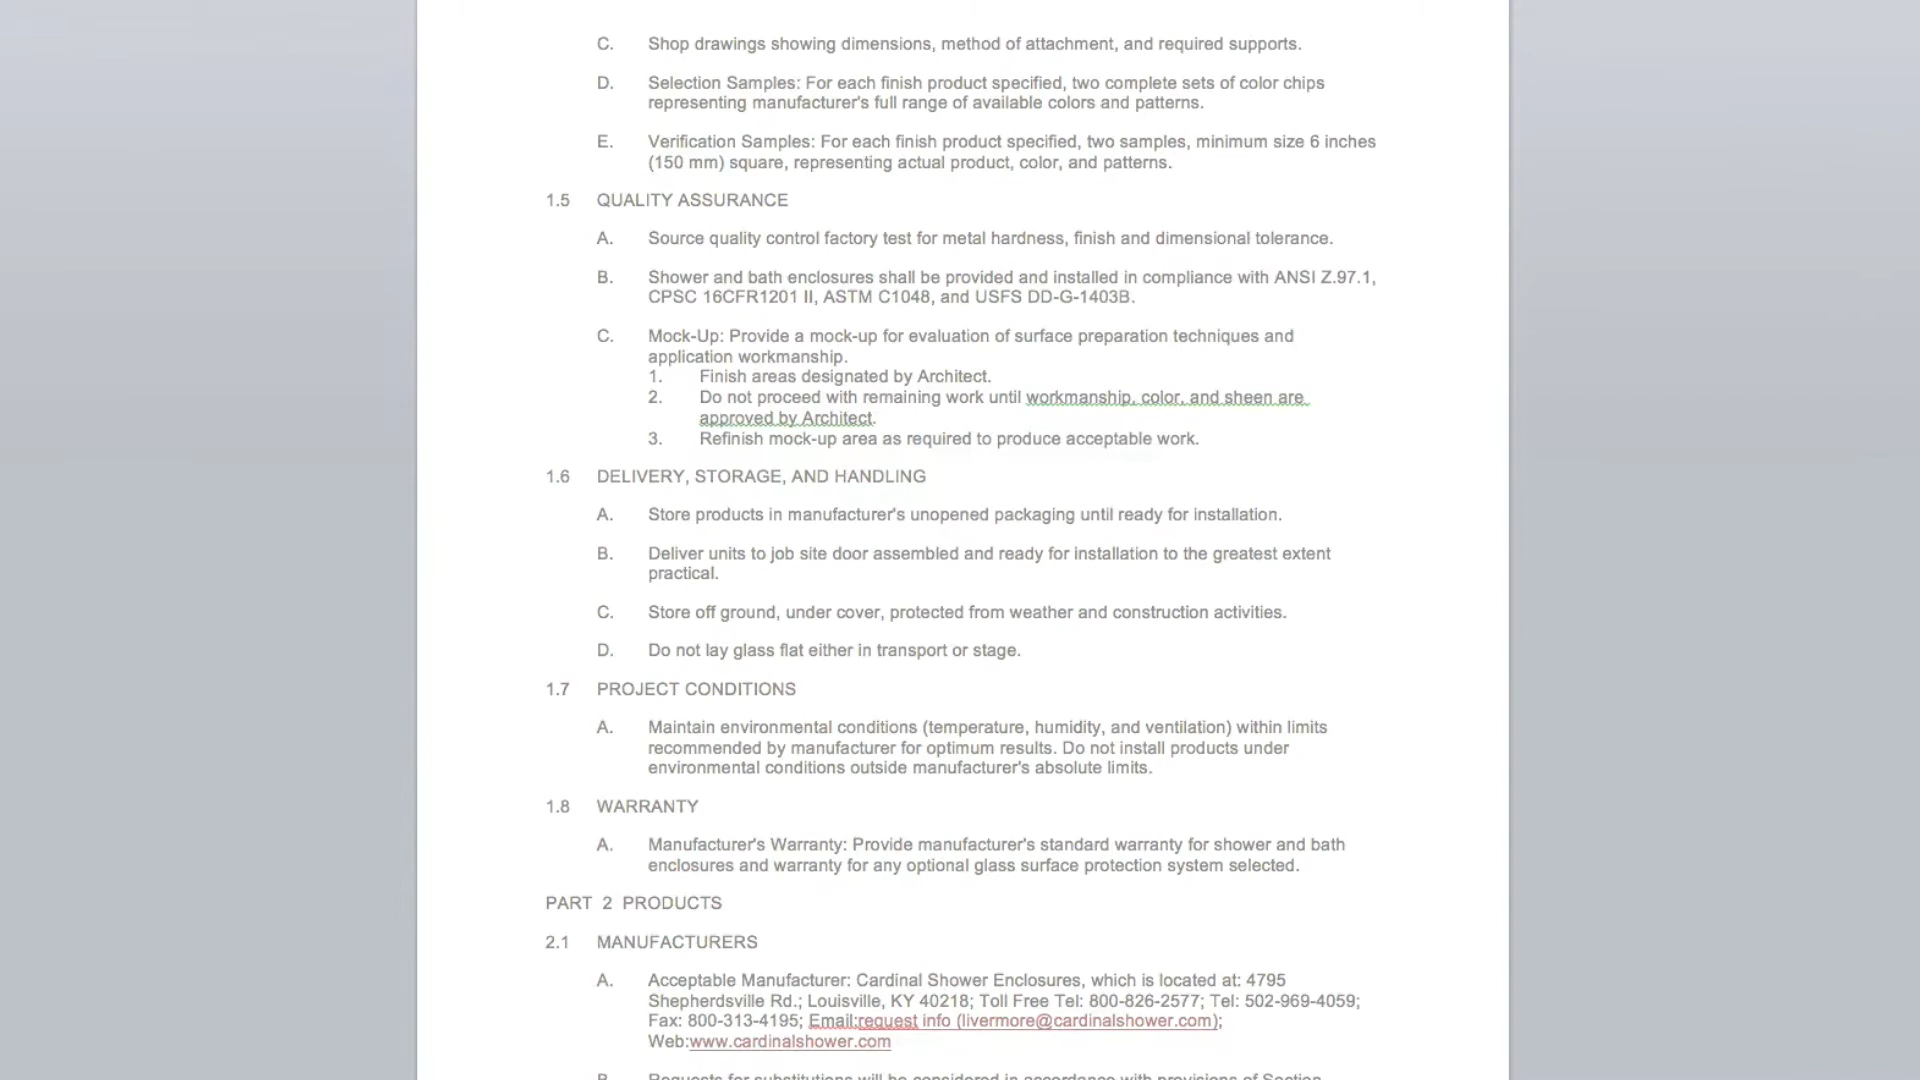 C. Shop drawings showing dimensions, method of attachment, and required supports.
D. Selection Samples: For each finish product specified, two complete sets of color chips
representing manufacturer's full range of available colors and patterns.
E. Verification Samples: For each finish product specified, two samples, minimum size 6 inches
(150 mm) square, representing actual product, color, and patterns.
1.5 QUALITY ASSURANCE
A. Source quality control factory test for metal hardness, finish and dimensional tolerance.
B. Shower and bath enclosures shall be provided and installed in compliance with ANSI Z.97.1,
CPSC 16CFR1201 II, ASTM C1048, and USFS DD-G-1403B.
C. Mock-Up: Provide a mock-up for evaluation of surface preparation techniques and
application workmanship.
1. Finish areas designated by Architect.
2. Do not proceed with remaining work until workmanship, color, and sheen are
approved by Architect.
3. Refinish mock-up area as required to produce acceptable work.
1.6 DELIVERY, STORAGE, AND HANDLING
A. Store products in manufacturer's unopened packaging until ready for installation.
B. Deliver units to job site door assembled and ready for installation to the greatest extent
practical.
C. Store off ground, under cover, protected from weather and construction activities.
D. Do not lay glass flat either in transport or stage.
1.7 PROJECT CONDITIONS
A. Maintain environmental conditions (temperature, humidity, and ventilation) within limits
recommended by manufacturer for optimum results. Do not install products under
environmental conditions outside manufacturer's absolute limits.
1.8 WARRANTY
A. Manufacturer's Warranty: Provide manufacturer's standard warranty for shower and bath
enclosures and warranty for any optional glass surface protection system selected.
PART 2 PRODUCTS
2.1 MANUFACTURERS
A. Acceptable Manufacturer: Cardinal Shower Enclosures, which is located at: 4795
Shepherdsville Rd.; Louisville, KY 40218; Toll Free Tel: 800-826-2577; Tel: 502-969-4059;
Fax: 800-313-4195; Email:request info (livermore@cardinalshower.com);
Web:www.cardinalshower.com
B. Requests for substitutions will be considered in accordance with provisions of Section